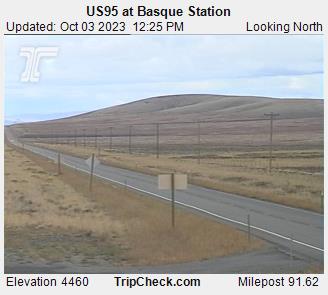 US95 at Basque Station
Updated: Oct 03 2023 12:25 PM
Looking North
Elevation 4460
TripCheck.com
Milepost 91.62